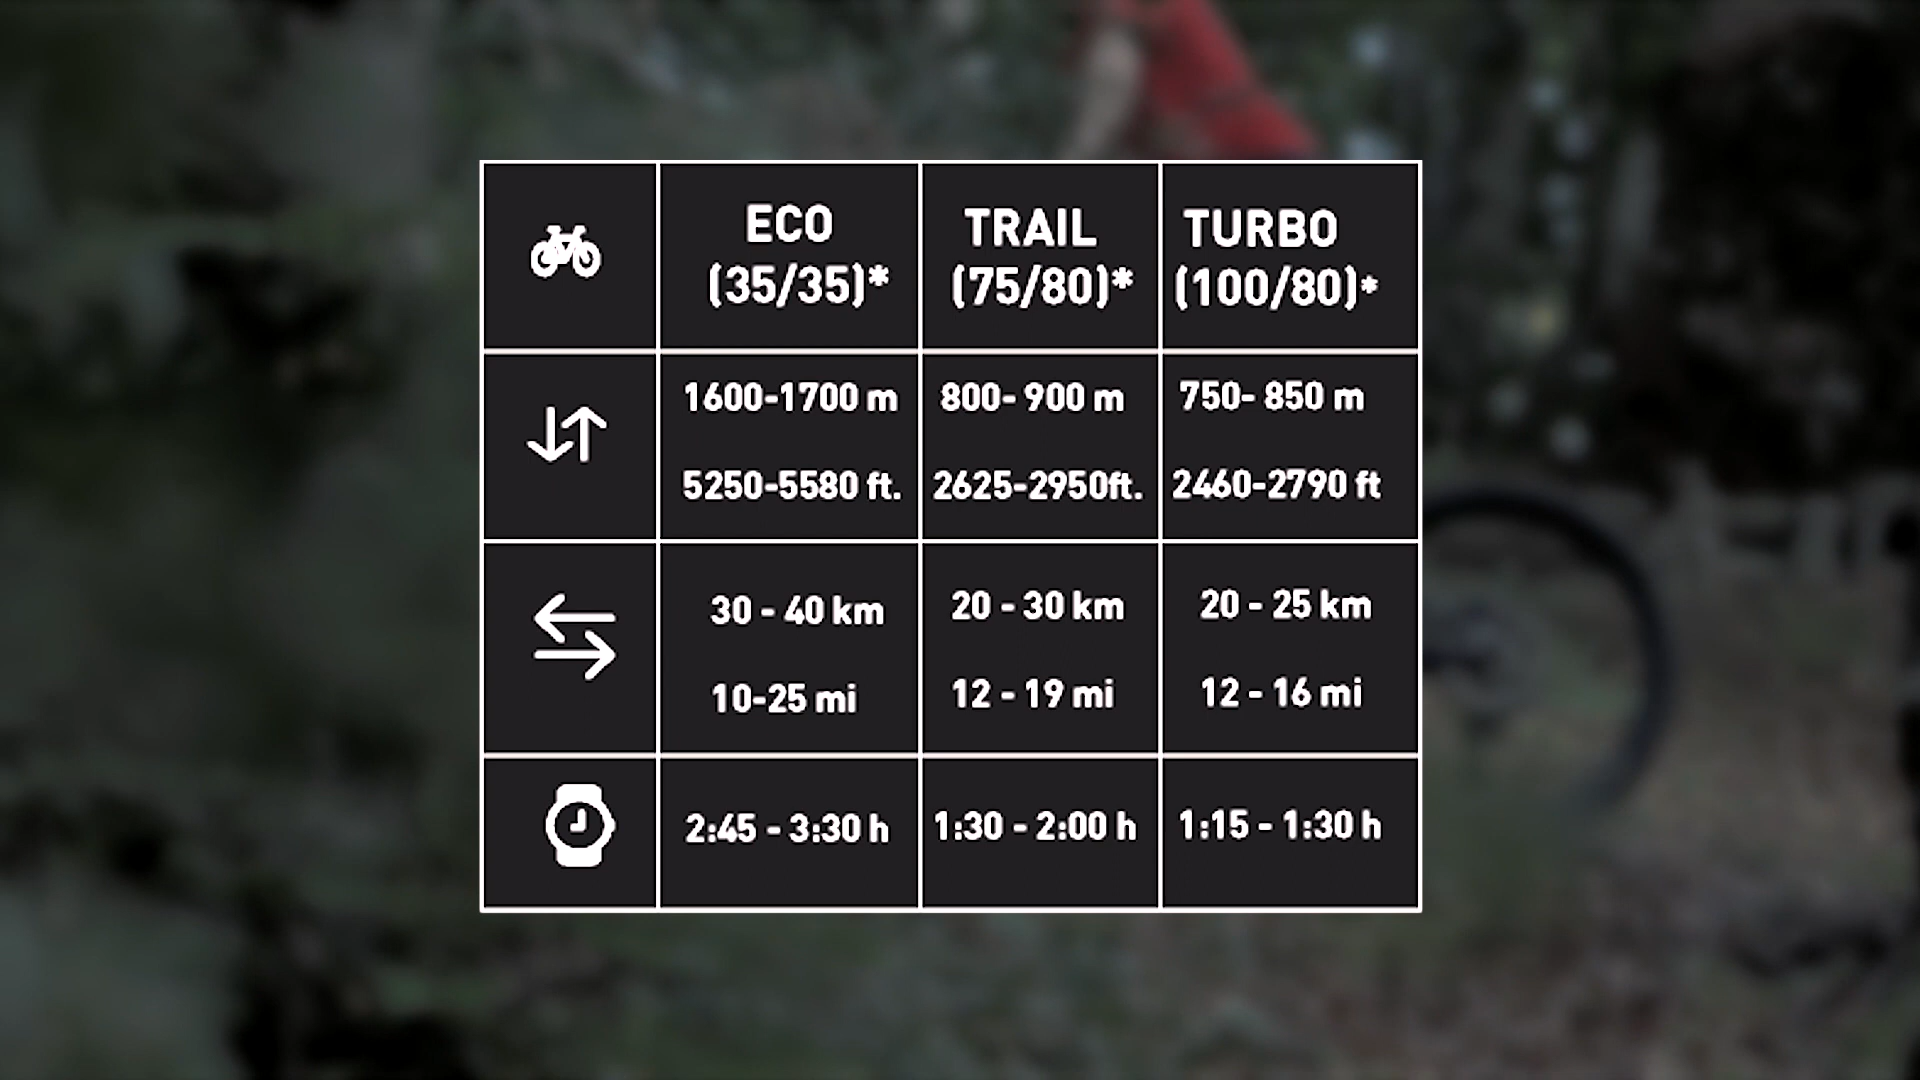 ECO
(35/35)*
TRAIL
(75/80)*
TURBO
(100/80)*
1600-1700 m
5250-5580 ft.
800- 900 m
2625-2950ft.
750- 850 m
2460-2790 ft
30 - 40 km
10-25 mi
20 - 30 km
12 - 19 mi
20 - 25 km
12 - 16 mi
2:45 - 3:30 h
1:30 - 2:00 h
1:15 - 1:30 h